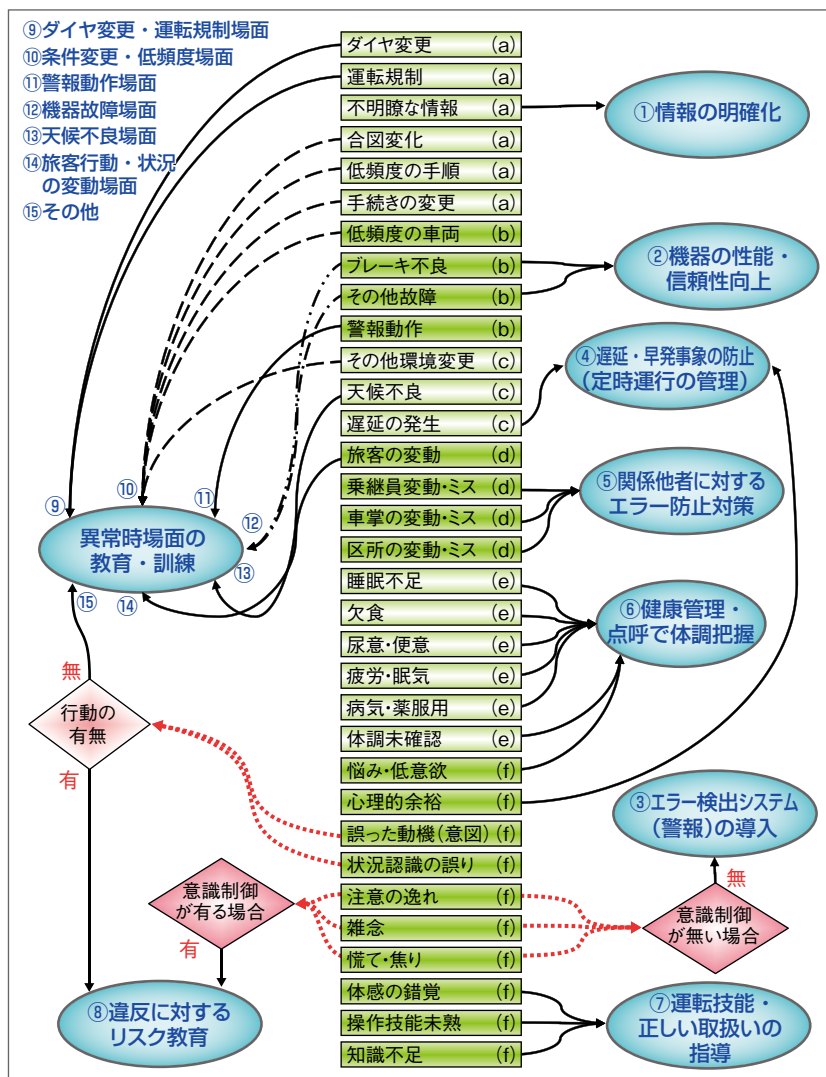 ⑨ダイヤ変更・運転規制場面
⑩条件変更・低頻度場面
⑪警報動作場面
⑫機器故障場面
⑬天候不良場面
⑭旅客行動・状況
の変動場面
⑮その他
ダイヤ変更 (a)
運転規制 (a)
不明瞭な情報 (a)
合図変化 (a)
低頻度の手順 (a)
手続きの変更 (a)
低頻度の車両 (b)
ブレーキ不良 (b)
その他故障 (b)
警報動作 (b)
その他環境変更 (c)
天候不良 (c)
遅延の発生 (c)
旅客の変動 (d)
乗継員変動・ミス (d)
車掌の変動・ミス (d)
区所の変動・ミス (d)
睡眠不足 (e)
欠食 (e)
尿意・便意 (e)
疲労・眠気 (e)
病気・薬服用 (e)
体調未確認 (e)
悩み・低意欲 (f)
心理的余裕 (f)
誤った動機(意図) (f)
状況認識の誤り (f)
注意の逸れ (f)
雑念 (f)
慌て・焦り (f)
体感の錯覚 (f)
操作技能未熟 (f)
知識不足 (f)
①情報の明確化
②機器の性能・
信頼性向上
④遅延・早発事象の防止
(定時運行の管理)
⑤関係他者に対する
エラー防止対策
⑥健康管理・
点呼で体調把握
③エラー検出システム
(警報)の導入
無
意識制御
が無い場合
⑦運転技能・
正しい取扱いの
指導
⑨
⑩
⑪
⑫
⑬
⑭
⑮
異常時場面の
教育・訓練
無
行動の
有無
有
意識制御
が有る場合
有
⑧違反に対する
リスク教育